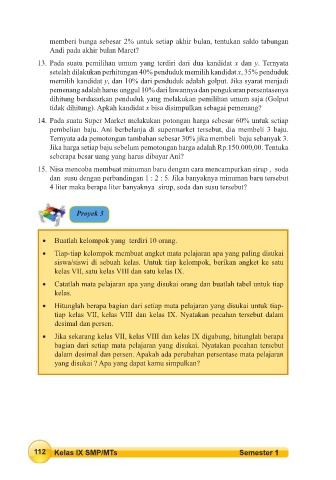 memberi bunga sebesar 2% untuk setiap akhir bulan, tentukan saldo tabungan
Andi pada akhir bulan Maret?
13. Pada suatu pemilihan umum yang terdiri dari dua kandidat x dan y. Ternyata
setelah dilakukan perhitungan 40% penduduk memilih kandidat x, 35% penduduk
memilih kandidat y, dan 10% dari penduduk adalah golput. Jika syarat menjadi
pemenang adalah harus unggul 10% dari lawannya dan pengukuran persentasenya
dihitung berdasarkan penduduk yang melakukan pemilihan umum saja (Golput
tidak dihitung). Apkah kandidat x bisa disimpulkan sebagai pemenang?
14. Pada suatu Super Market melakukan potongan harga sebesar 60% untuk setiap
pembelian baju. Ani berbelanja di supermarket tersebut, dia membeli 3 baju.
Ternyata ada pemotongan tambahan sebesar 30% jika membeli baju sebanyak 3.
Jika harga setiap baju sebelum pemotongan harga adalah Rp.150.000,00. Tentuka
seberapa besar uang yang harus dibayar Ani?
15. Nisa mencoba membuat minuman baru dengan cara mencampurkan sirup , soda
dan susu dengan perbandingan 1 : 2 : 5. Jika banyaknya minuman baru tersebut
4 liter maka berapa liter banyaknya sirup, soda dan susu tersebut?
Proyek 3
• Buatlah kelompok yang terdiri 10 orang.
• Tiap-tiap kelompok membuat angket mata pelajaran apa yang paling disukai
siswa/siswi di sebuah kelas. Untuk tiap kelompok, berikan angket ke satu
kelas VII, satu kelas VIII dan satu kelas IX.
• Catatlah mata pelajaran apa yang disukai orang dan buatlah tabel untuk tiap
kelas.
• Hitunglah berapa bagian dari setiap mata pelajaran yang disukai untuk tiap-
tiap kelas VII, kelas VIII dan kelas IX. Nyatakan pecahan tersebut dalam
desimal dan persen.
• Jika sekarang kelas VII, kelas VIII dan kelas IX digabung, hitunglah berapa
bagian dari setiap mata pelajaran yang disukai. Nyatakan pecahan tersebut
dalam desimal dan persen. Apakah ada perubahan persentase mata pelajaran
yang disukai ? Apa yang dapat kamu simpulkan?
112 Kelas IX SMP/MTs Semester 1